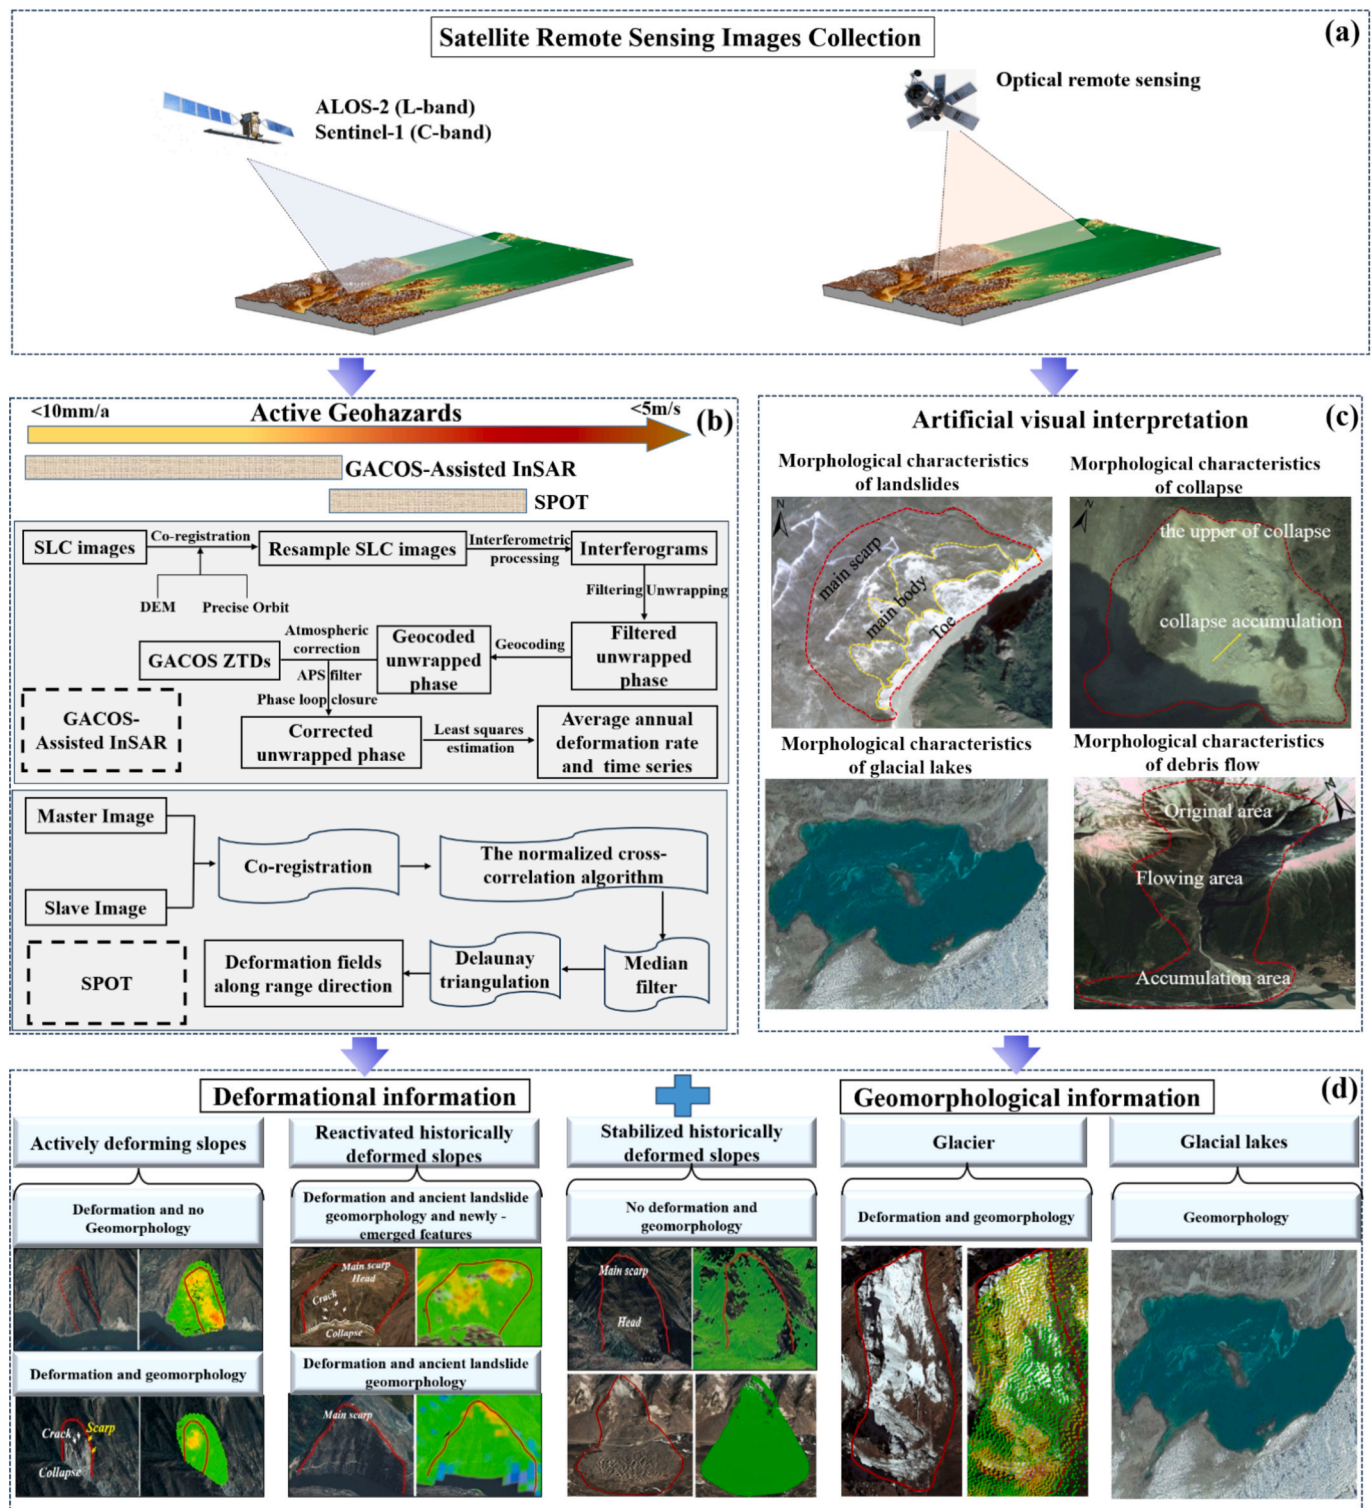 Satellite Remote Sensing Images Collection
(a)
ALOS-2 (L-band)
Sentinel-1 (C-band)
Optical remote sensing
<10mm/a
Active Geohazards
<5m/s
(b)
GACOS-Assisted InSAR
SPOT
SLC images
Co-registration
Resample SLC images
Interferometric
processing
Interferograms
DEM
Precise Orbit
Filtering
Unwrapping
GACOS ZTDs
Atmospheric
correction
APS filter
Phase loop closure
Geocoded
unwrapped
phase
Geocoding
Filtered
unwrapped
phase
GACOS-
Assisted InSAR
Corrected
unwrapped phase
Least squares
estimation
Average annual
deformation rate
and time series
Master Image
Slave Image
Co-registration
The normalized cross-
correlation algorithm
SPOT
Deformation fields
along range direction
Delaunay
triangulation
Median
filter
Artificial visual interpretation
(c)
Morphological characteristics
of landslides
N
main scarp
main body
Toe
Morphological characteristics
of collapse
N
the upper of collapse
collapse accumulation
Morphological characteristics
of glacial lakes
Morphological characteristics
of debris flow
N
Original area
Flowing area
Accumulation area
Deformational information
Geomorphological information
(d)
Actively deforming slopes
Deformation and no
Geomorphology
Deformation and geomorphology
Crack
Scarp
Collapse
Reactivated historically
deformed slopes
Deformation and ancient landslide
geomorphology and newly -
emerged features
Main scarp
Head
Crack
Collapse
Deformation and ancient landslide
geomorphology
Main scarp
Stabilized historically
deformed slopes
No deformation and
geomorphology
Main scarp
Head
Glacier
Deformation and geomorphology
Glacial lakes
Geomorphology